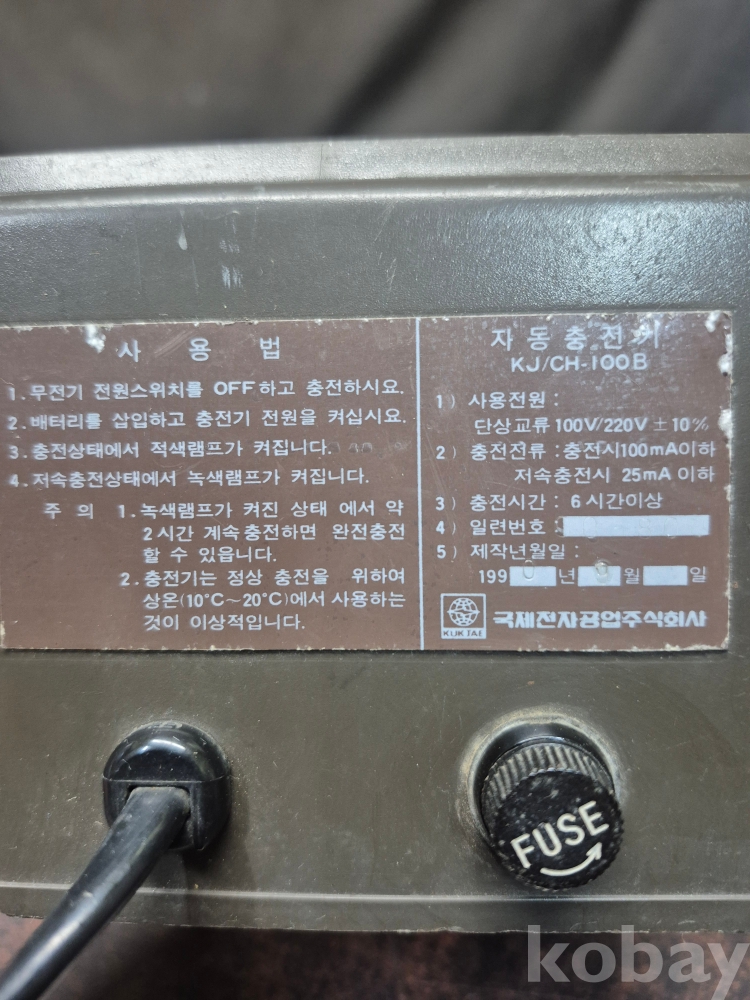 사 용 법
1. 무전기 전원스위치를 OFF하고 충전하시요.
2. 배터리를 삽입하고 충전기 전원을 켜십시요.
3. 충전상태에서 적색램프가 켜집니다.
4. 저속충전상태에서 녹색램프가 켜집니다.
주 의 1. 녹색램프가 켜진 상태 에서 약
2시간 계속충전하면 완전충전
할 수 있읍니다.
2. 충전기는 정상 충전을 위하여
상온(10°C~20°C)에서 사용하는
것이 이상적입니다.
자 동 충 전 기
KJ/CH-100B
1) 사용전원 :
단상교류 100V/220V ±10%
2) 충전전류 : 충전시100mA이하
저속충전시 25mA 이하
3) 충전시간 : 6시간이상
4) 일련번호 :
5) 제작년월일 :
199 0 년 월 일
KUK TAE
국제전자공업주식회사
FUSE
kobay